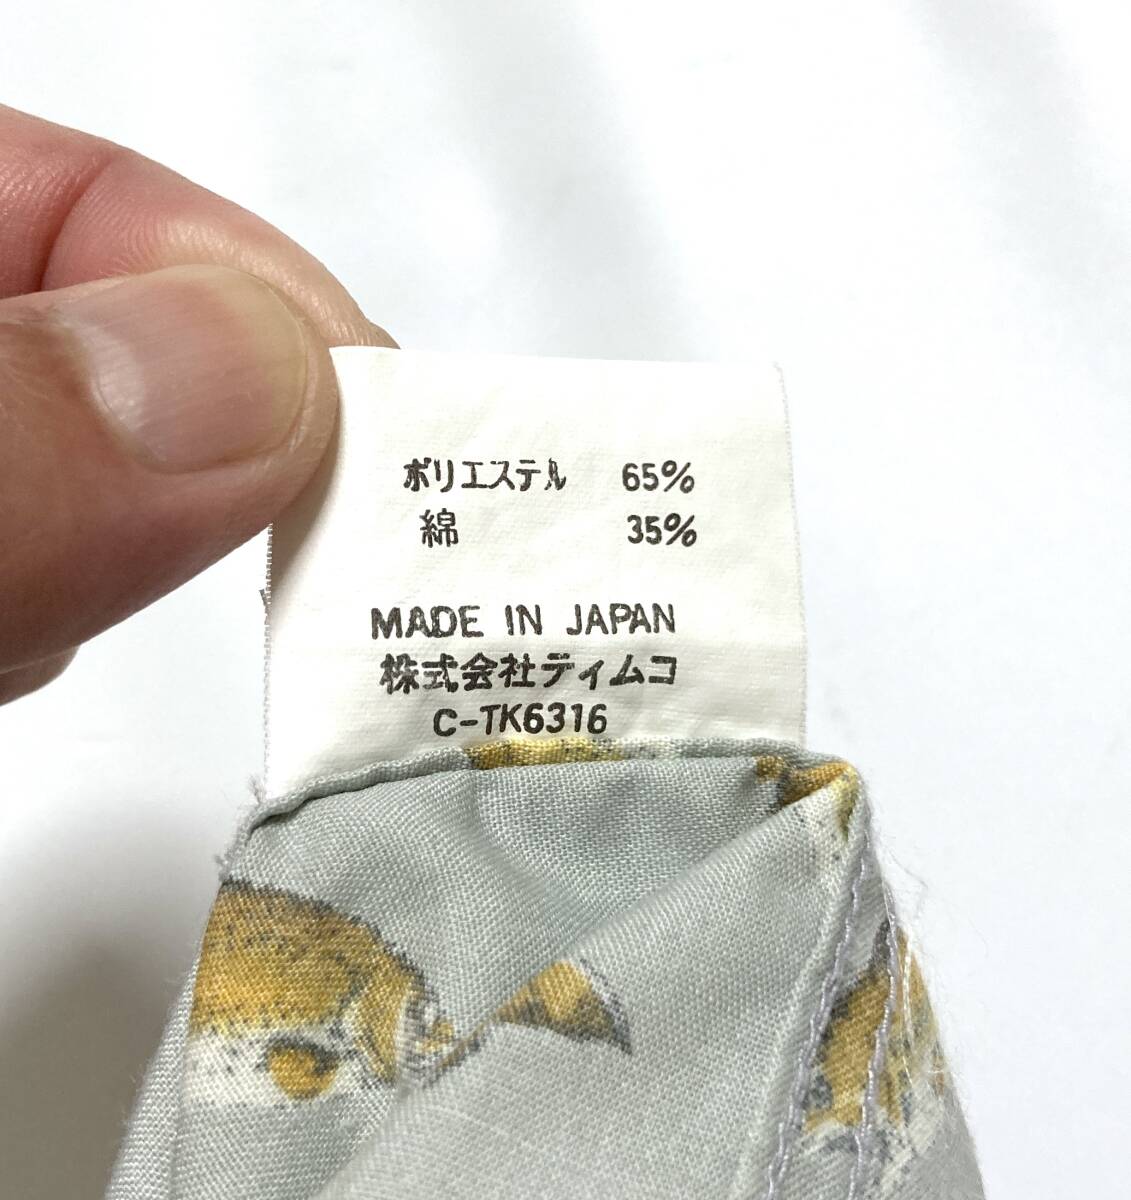 ポリエステル 65%
綿 35%
MADE IN JAPAN
株式会社ティムコ
C-TK6316